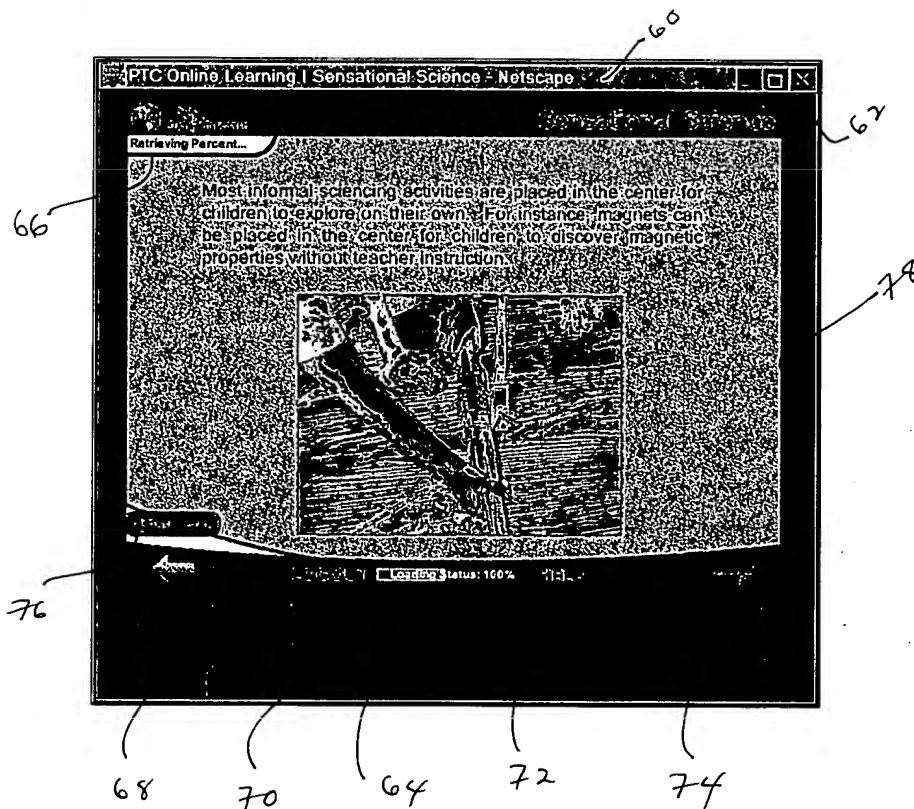 60
PTC Online Learning | Sensational Science - Netscape
62
Sensational Science
Retrieving Percent...
66
Most informal sciencing activities are placed in the center for
children to explore on their own. For instance, magnets can
be placed in the center for children to discover magnetic
properties without teacher instruction.
78
Loading Status: 100%
76
68
70
64
72
74